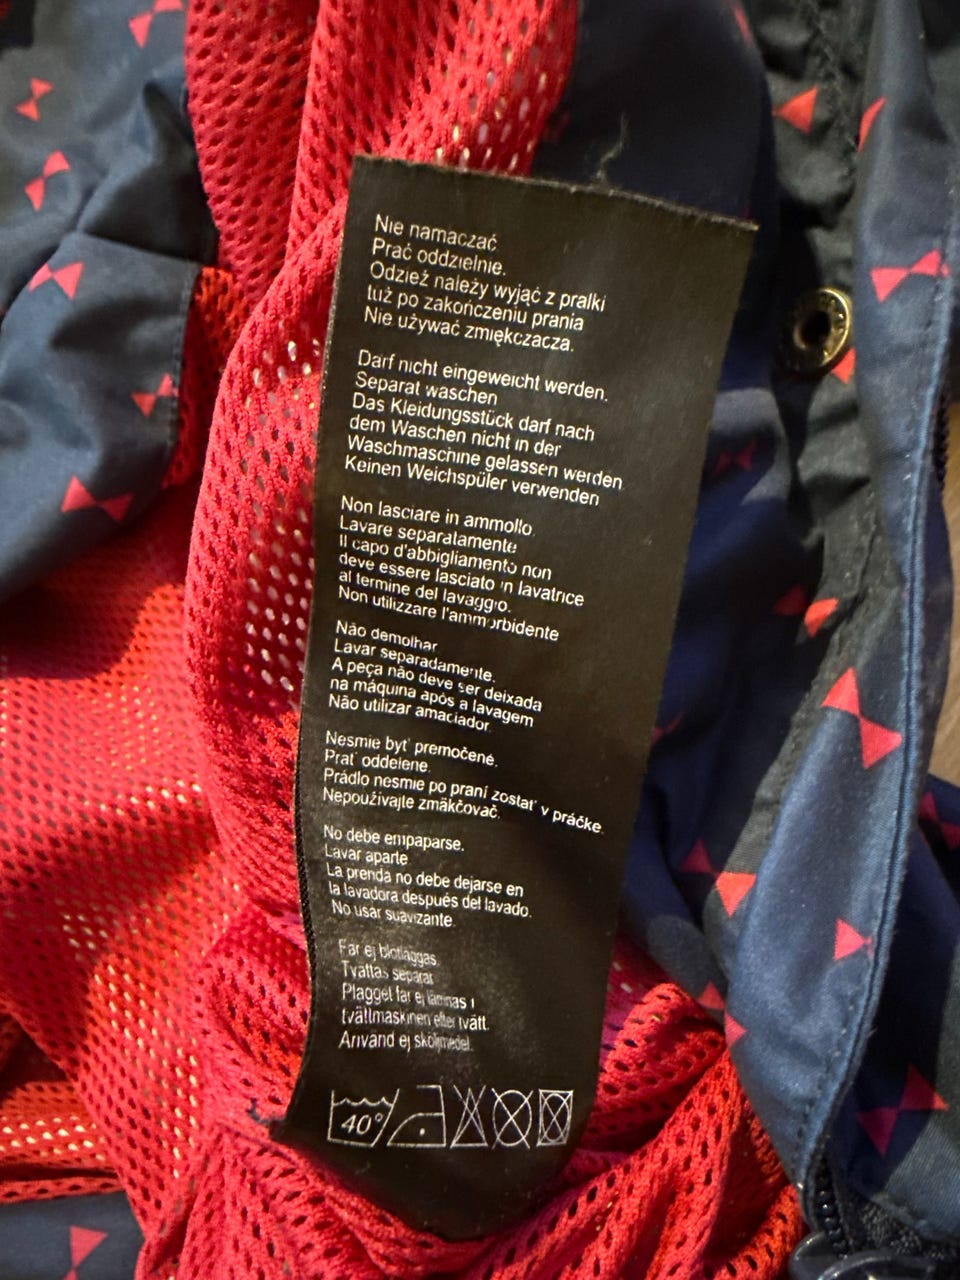 Nie namaczać.
Prać oddzielnie.
Odzież należy wyjąć z pralki
tuż po zakończeniu prania
Nie używać zmiękczacza.
Darf nicht eingeweicht werden.
Separat waschen
Das Kleidungsstück darf nach
dem Waschen nicht in der
Waschmaschine gelassen werden
Keinen Weichspüler verwenden
Non lasciare in ammollo.
Lavare separatamente
Il capo d'abbigliamento non
deve essere lasciato in lavatrice
al termine del lavaggio.
Non utilizzare l'ammorbidente
Não demolhar
Lavar separadamente.
A peça não deve ser deixada
na máquina após a lavagem
Não utilizar amaciador.
Nesmie byt' premočené.
Prat' oddelene.
Prádlo nesmie po praní zostat' v práčke.
Nepoužívajte zmäkčovač.
No debe empaparse.
Lavar aparte
La prenda no debe dejarse en
la lavadora después del lavado.
No usar suavizante
Får ej blötläggas.
Tvättas separat
Plagget får ej lämnas i
tvättmaskinen efter tvätt.
Använd ej sköljmedel.
40°